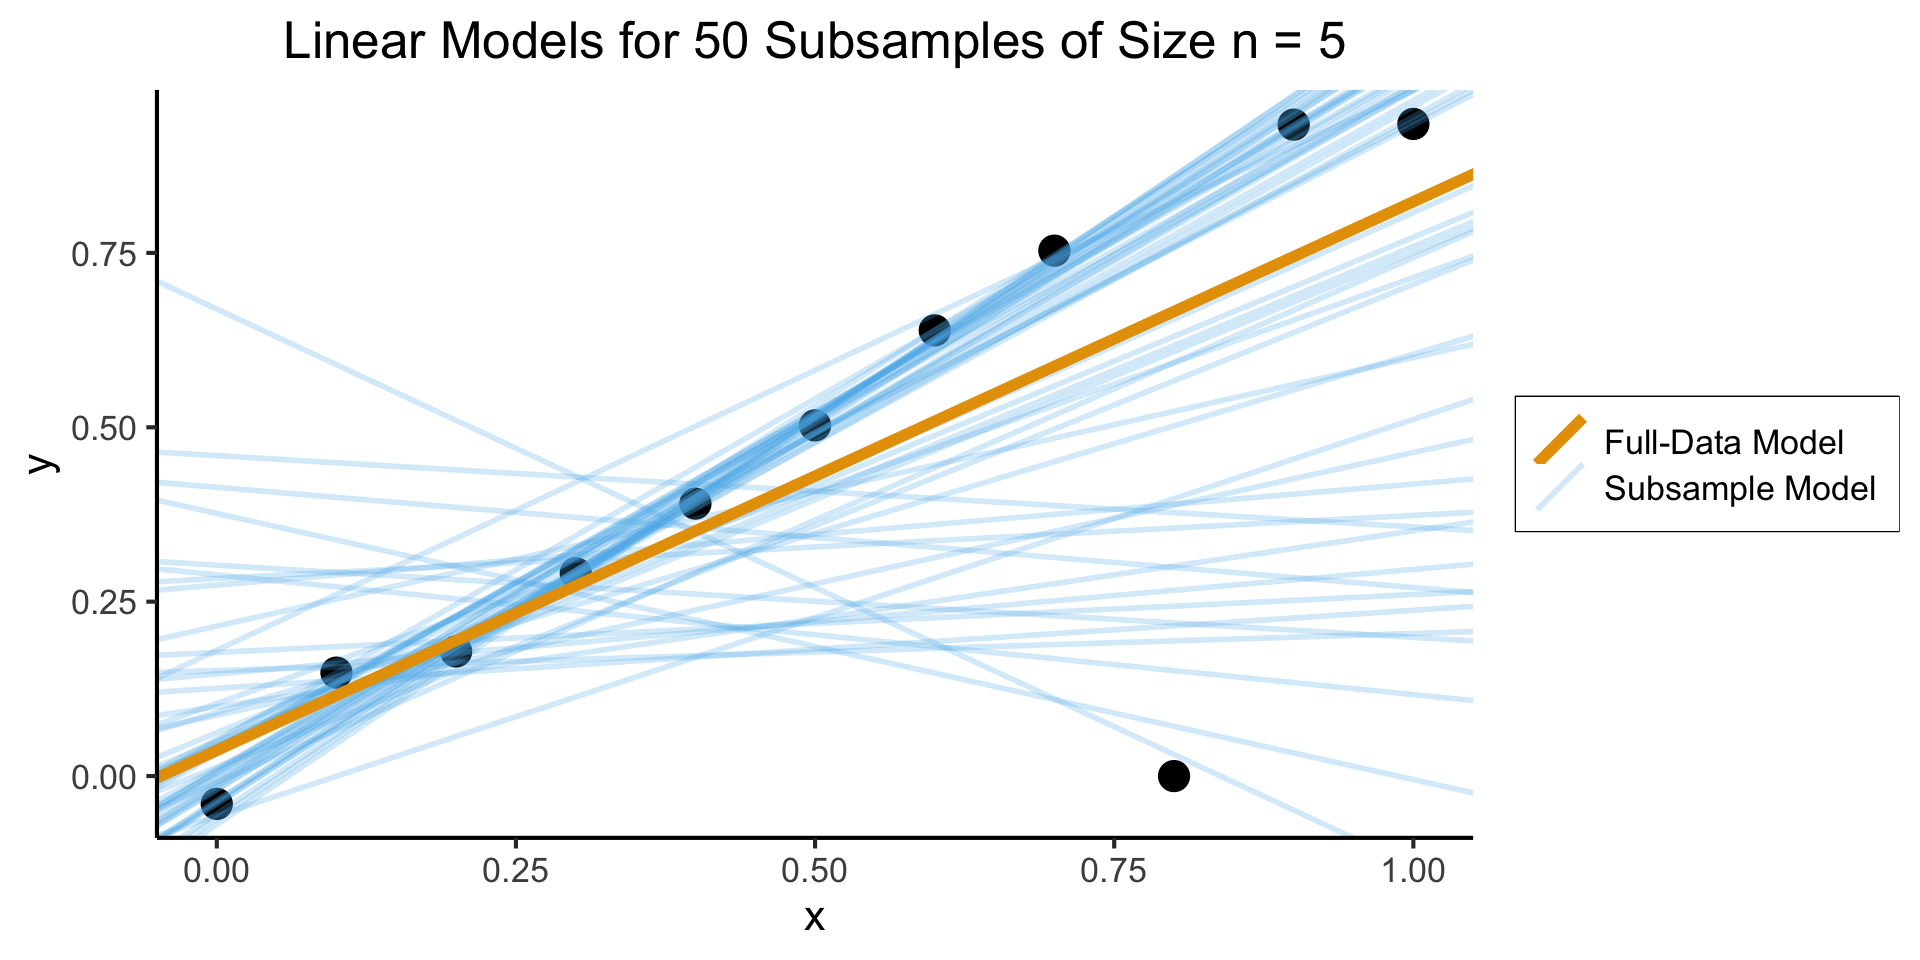 Linear Models for 50 Subsamples of Size n = 5
y
0.75
0.50
0.25
0.00
0.00 0.25 0.50 0.75 1.00
x
Full-Data Model
Subsample Model